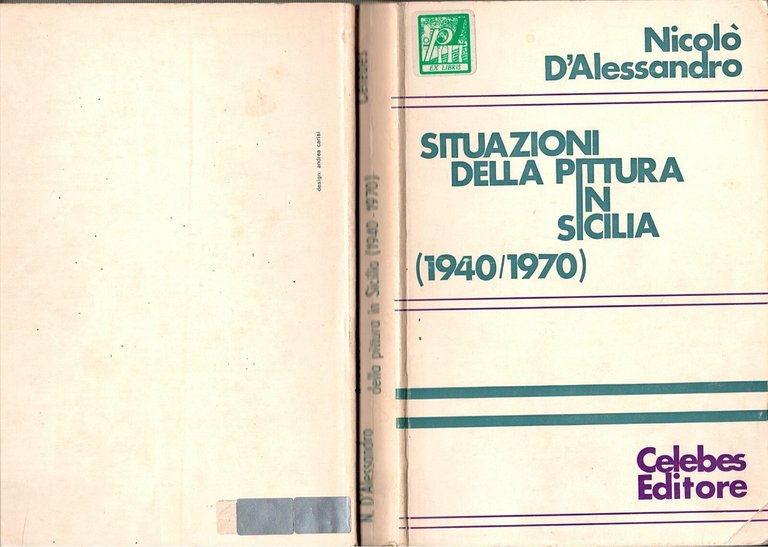 design: andrea carisi
N. D'Alessandro
della pittura in Sicilia (1940-1970)
Celebes
EX LIBRIS
Nicolò
D'Alessandro
SITUAZIONI
DELLA PITTURA
IN
SICILIA
(1940/1970)
Celebes
Editore